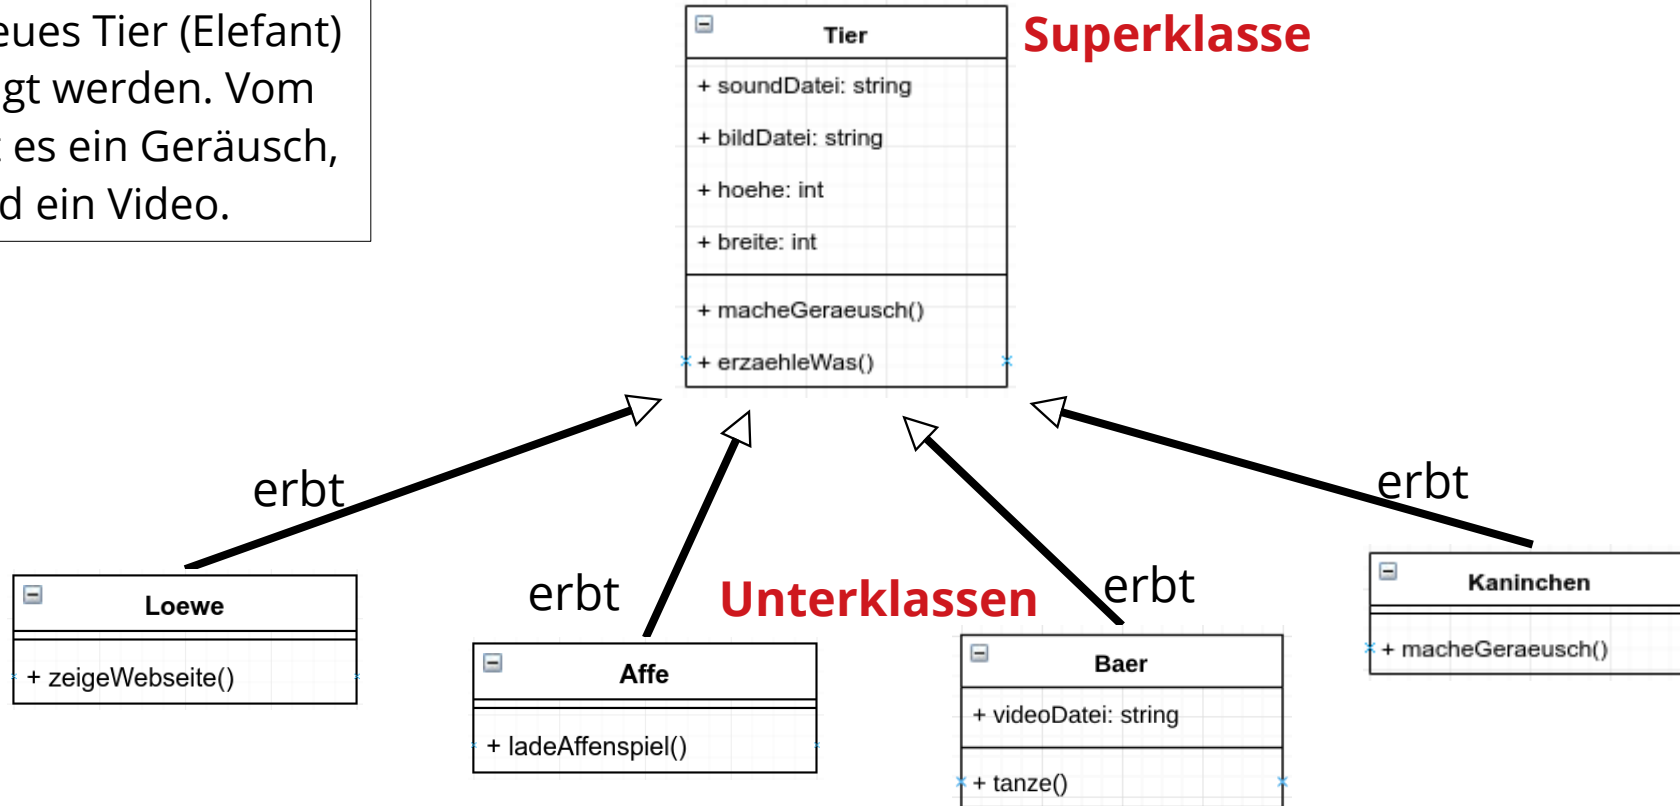 eues Tier (Elefant)
gt werden. Vom
t es ein Geräusch,
d ein Video.
Superklasse
Tier
+ soundDatei: string
+ bildDatei: string
+ hoehe: int
+ breite: int
+ macheGeraeusch()
+ erzaehleWas()
erbt
erbt
erbt
erbt
Unterklassen
Loewe
+ zeigeWebseite()
Affe
+ ladeAffenspiel()
Baer
+ videoDatei: string
+ tanze()
Kaninchen
+ macheGeraeusch()